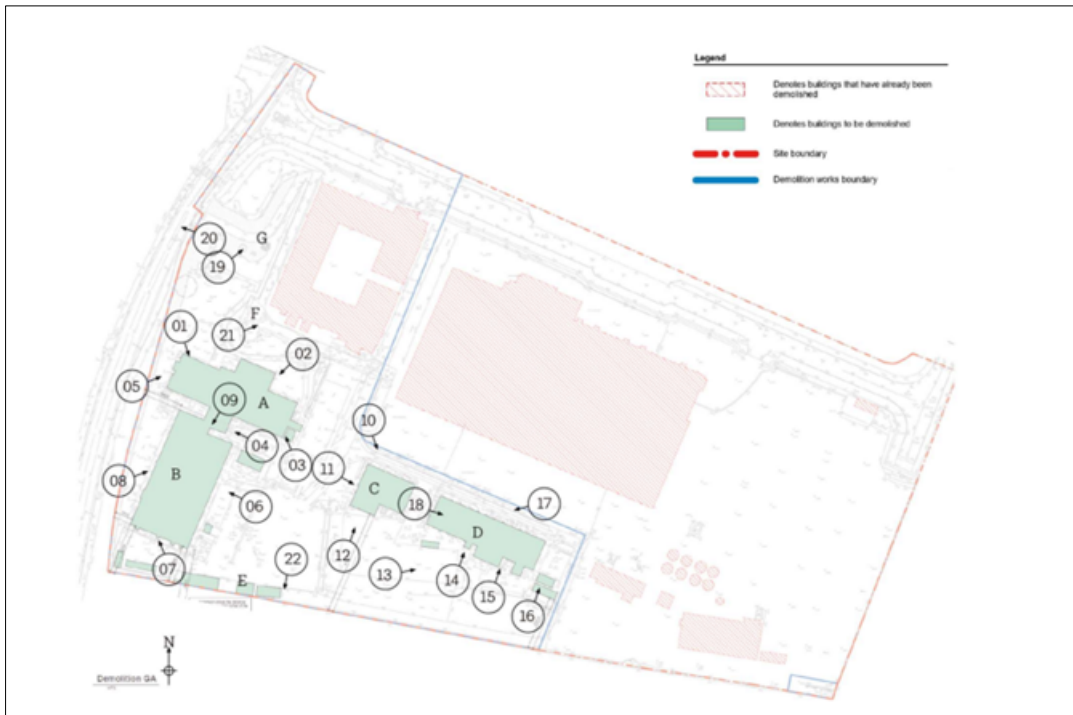 Legend
Denotes buildings that have already been
demolished
Denotes buildings to be demolished
Site boundary
Demolition works boundary
20
G
19
F
01
21
02
05
09
A
10
04
03
11
08
B
06
C
18
17
D
12
22
13
14
15
07
E
16
N
Demolition GA